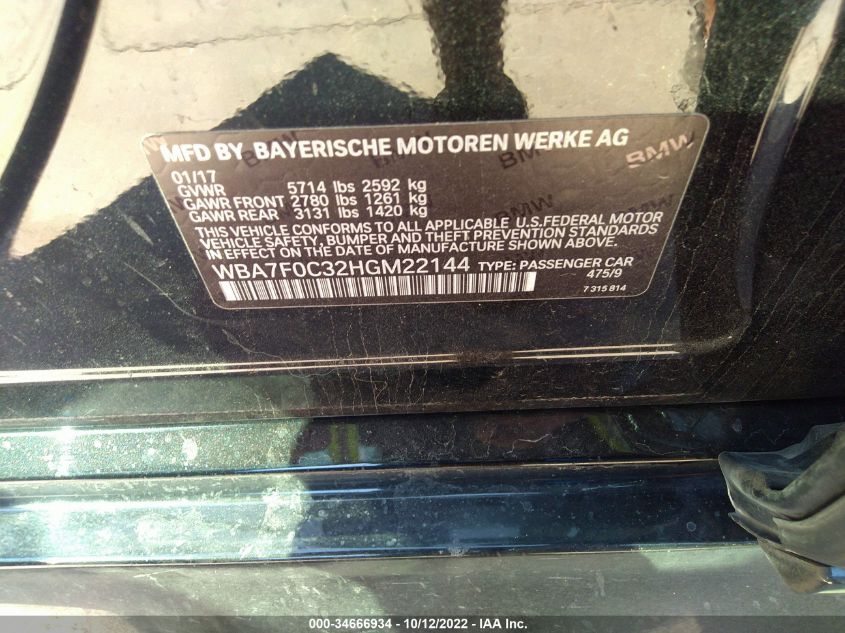 MFD BY BAYERISCHE MOTOREN WERKE AG
BMW
01/17
GVWR 5714 lbs 2592 kg
GAWR FRONT 2780 lbs 1261 kg
GAWR REAR 3131 lbs 1420 kg
THIS VEHICLE CONFORMS TO ALL APPLICABLE U.S.FEDERAL MOTOR
VEHICLE SAFETY, BUMPER AND THEFT PREVENTION STANDARDS
IN EFFECT ON THE DATE OF MANUFACTURE SHOWN ABOVE.
WBA7F0C32HGM22144 TYPE: PASSENGER CAR
475/9
7 315 814
000-34666934 - 10/12/2022 - IAA Inc.